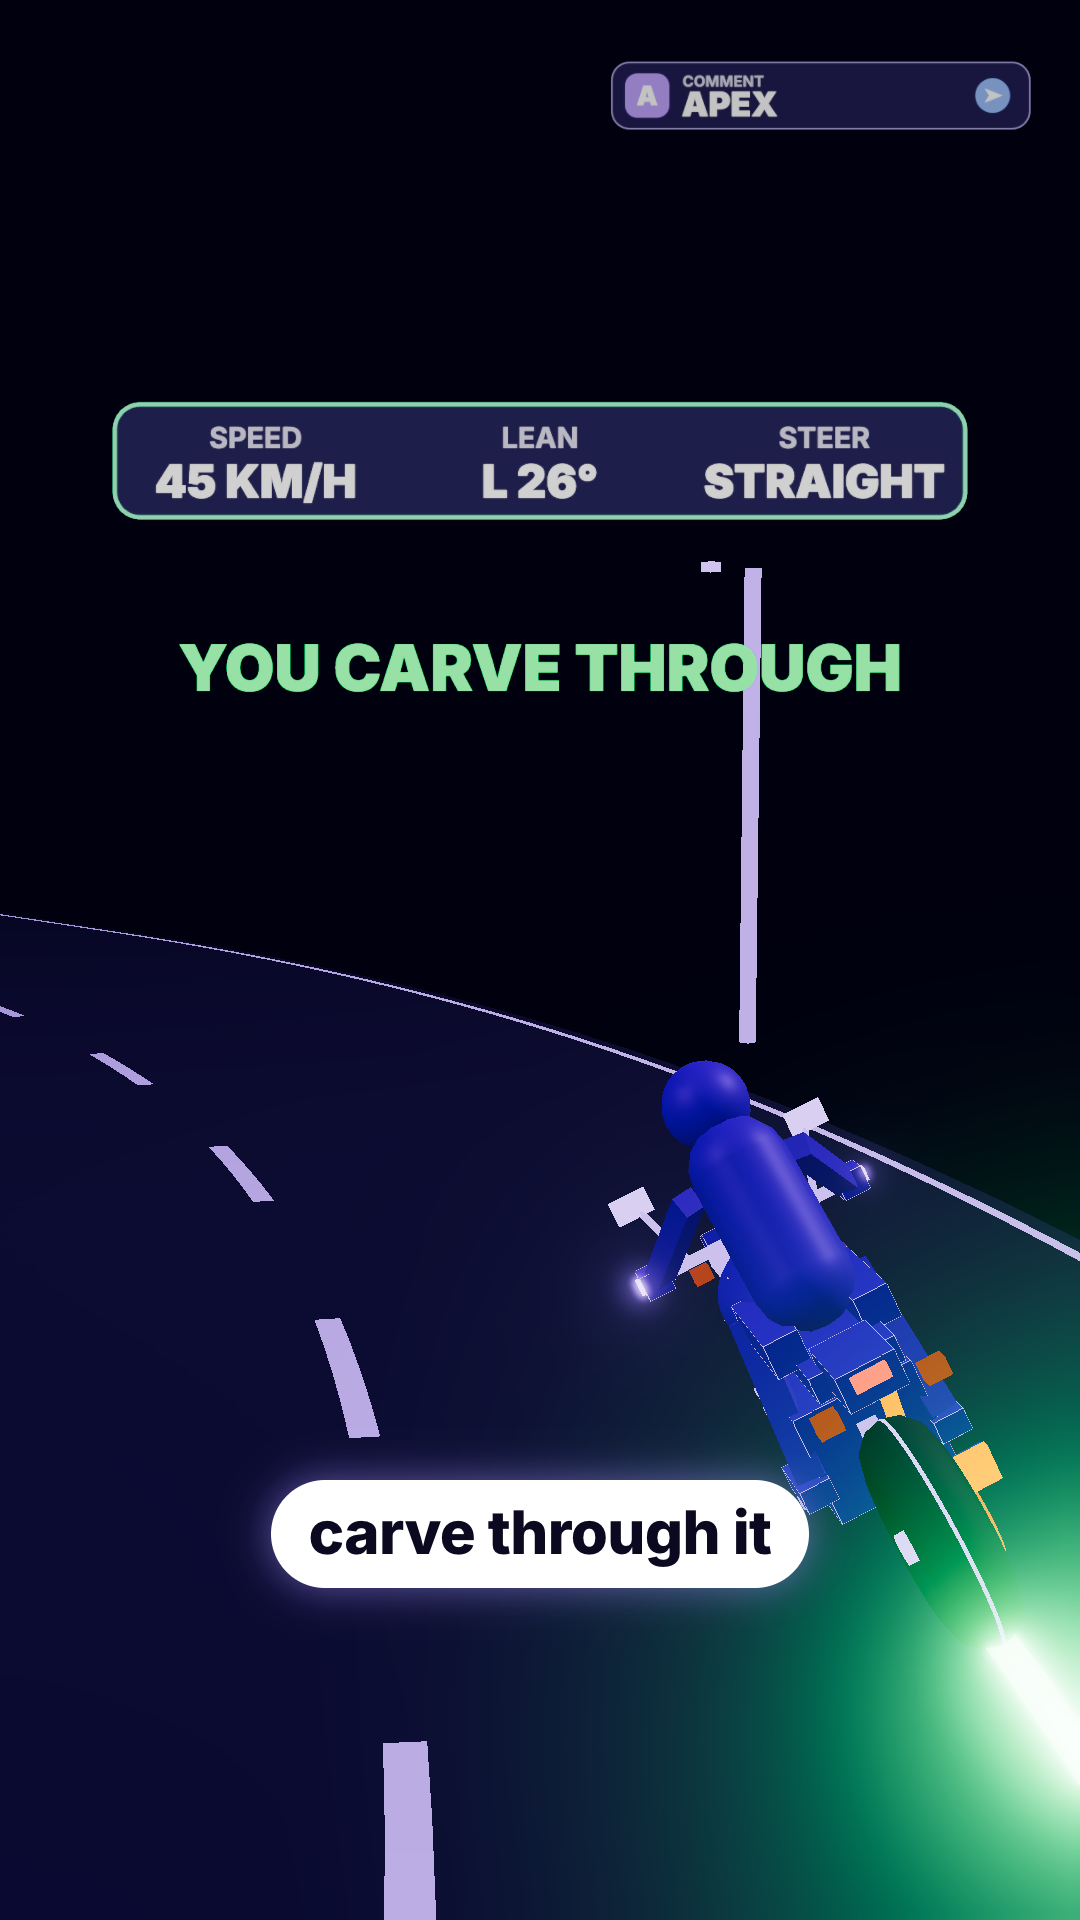 A
COMMENT
APEX
SPEED
45 KM/H
LEAN
L 26°
STEER
STRAIGHT
YOU CARVE THROUGH
carve through it